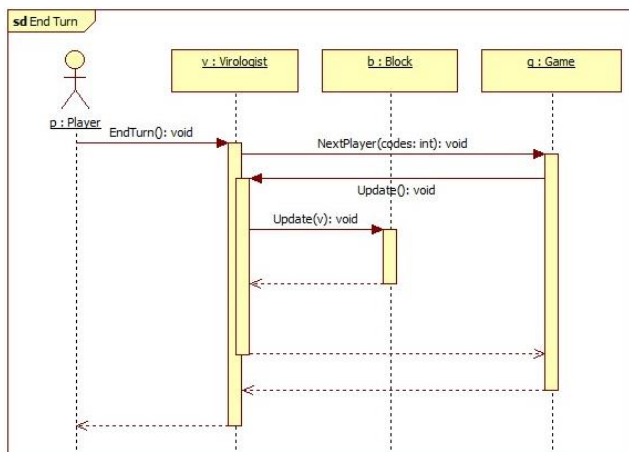 sd End Turn
v : Virologist
b : Block
g : Game
p : Player
EndTurn(): void
NextPlayer(codes: int): void
Update(): void
Update(v): void